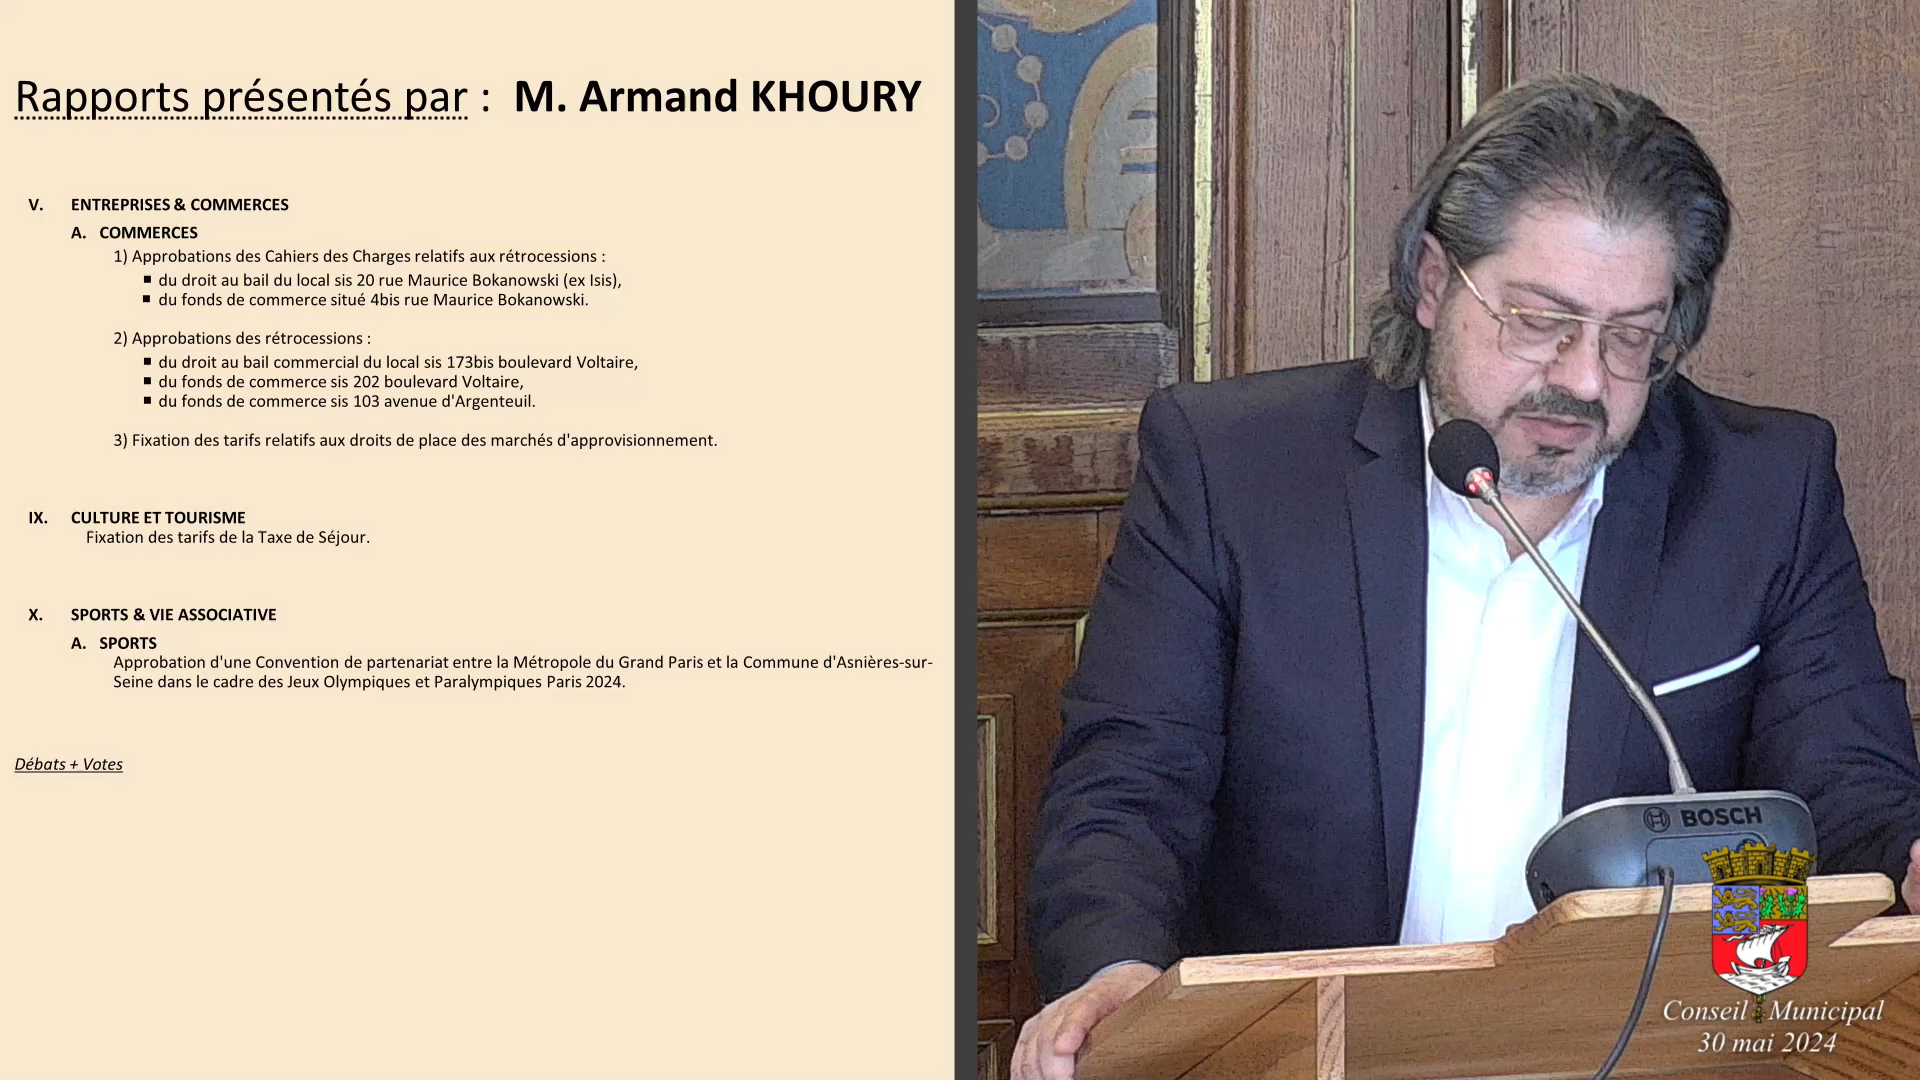 Rapports présentés par : M. Armand KHOURY
V. ENTREPRISES & COMMERCES
A. COMMERCES
1) Approbations des Cahiers des Charges relatifs aux rétrocessions :
▪ du droit au bail du local sis 20 rue Maurice Bokanowski (ex Isis),
▪ du fonds de commerce situé 4bis rue Maurice Bokanowski.
2) Approbations des rétrocessions :
▪ du droit au bail commercial du local sis 173bis boulevard Voltaire,
▪ du fonds de commerce sis 202 boulevard Voltaire,
▪ du fonds de commerce sis 103 avenue d'Argenteuil.
3) Fixation des tarifs relatifs aux droits de place des marchés d'approvisionnement.
IX. CULTURE ET TOURISME
Fixation des tarifs de la Taxe de Séjour.
X. SPORTS & VIE ASSOCIATIVE
A. SPORTS
Approbation d'une Convention de partenariat entre la Métropole du Grand Paris et la Commune d'Asnières-sur-
Seine dans le cadre des Jeux Olympiques et Paralympiques Paris 2024.
Débats + Votes
BOSCH
Conseil Municipal
30 mai 2024